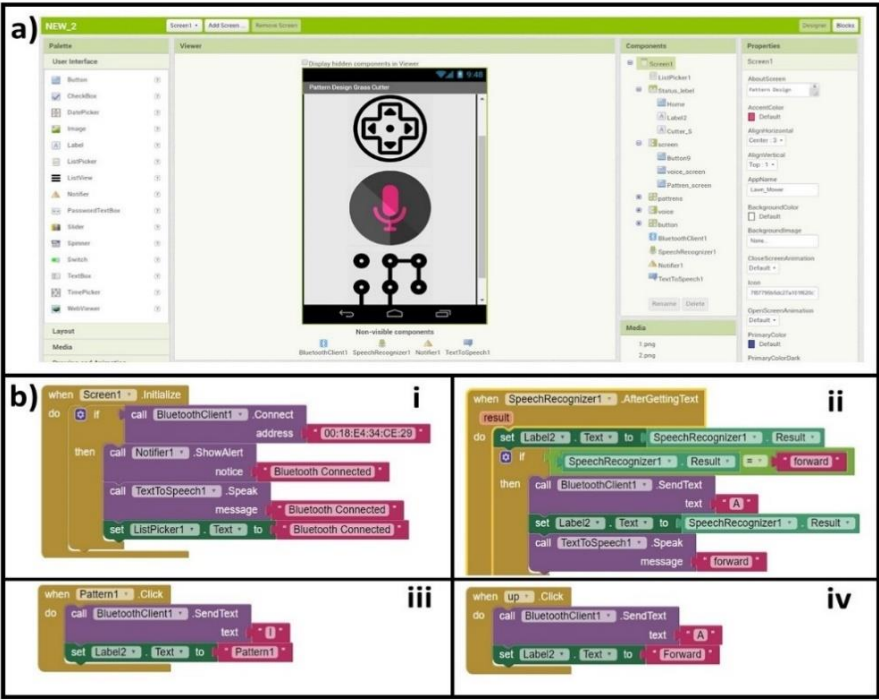 a)
NEW_2 Screen1 Add Screen ... Remove Screen Designer Blocks
Palette
User Interface
Button
CheckBox
DatePicker
Image
Label
ListPicker
ListView
Notifier
PasswordTextBox
Slider
Spinner
Switch
TextBox
TimePicker
WebViewer
Layout
Media
Viewer
Display hidden components in Viewer
9:48
Pattern Design Grass Cutter
Non-visible components
BluetoothClient1 SpeechRecognizer1 Notifier1 TextToSpeech1
Components
Screen1
ListPicker1
Status_lebel
Home
Label2
Cutter_S
screen
Button9
voice_screen
Pattren_screen
pattrens
voice
button
BluetoothClient1
SpeechRecognizer1
Notifier1
TextToSpeech1
Rename Delete
Media
1.png
2.png
Properties
Screen1
AboutScreen
Pattern Design
AccentColor
Default
AlignHorizontal
Center : 3
AlignVertical
Top : 1
AppName
Lawn_Mower
BackgroundColor
Default
BackgroundImage
None...
CloseScreenAnimation
Default
Icon
OpenScreenAnimation
Default
PrimaryColor
Default
PrimaryColorDark
b)
i
when Screen1 .Initialize
do if call BluetoothClient1 .Connect
address " 00:18:E4:34:CE:29 "
then call Notifier1 .ShowAlert
notice " Bluetooth Connected "
call TextToSpeech1 .Speak
message " Bluetooth Connected "
set ListPicker1 . Text to " Bluetooth Connected "
ii
when SpeechRecognizer1 .AfterGettingText
result
do set Label2 . Text to SpeechRecognizer1 . Result
if SpeechRecognizer1 . Result = " forward "
then call BluetoothClient1 .SendText
text " A "
set Label2 . Text to SpeechRecognizer1 . Result
call TextToSpeech1 .Speak
message " forward "
iii
when Pattern1 .Click
do call BluetoothClient1 .SendText
text " I "
set Label2 . Text to " Pattern1 "
iv
when up .Click
do call BluetoothClient1 .SendText
text " A "
set Label2 . Text to " Forward "